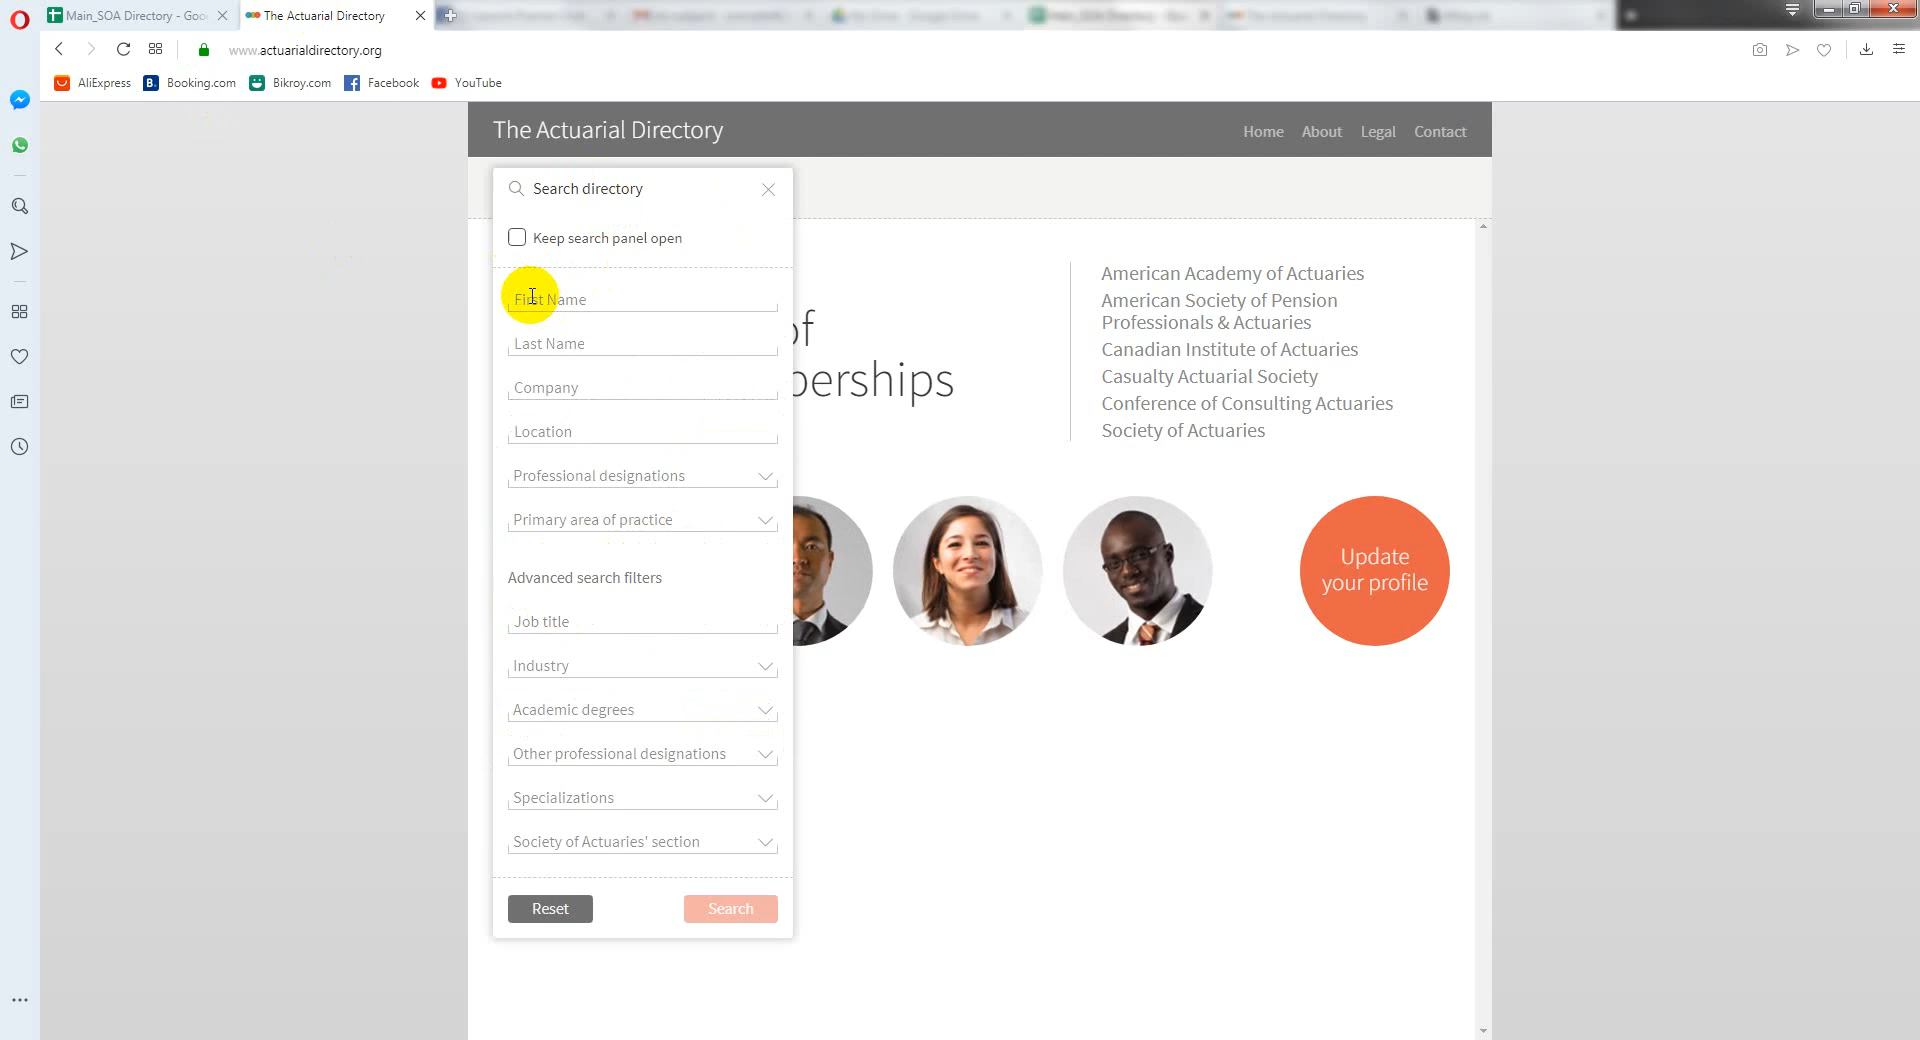 Main_SOA Directory - Goo
The Actuarial Directory
www.actuarialdirectory.org
AliExpress
B. Booking.com
Bikroy.com
Facebook
YouTube
The Actuarial Directory
Home
About
Legal
Contact
Search directory
Keep search panel open
First Name
Last Name
Company
Location
Professional designations
Primary area of practice
Advanced search filters
Job title
Industry
Academic degrees
Other professional designations
Specializations
Society of Actuaries' section
Reset
Search
of
berships
American Academy of Actuaries
American Society of Pension
Professionals & Actuaries
Canadian Institute of Actuaries
Casualty Actuarial Society
Conference of Consulting Actuaries
Society of Actuaries
Update
your profile